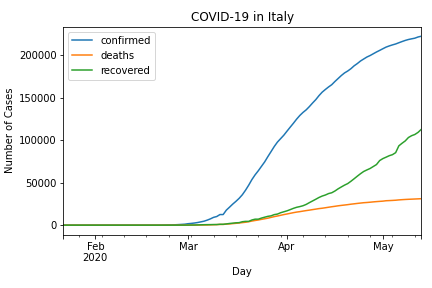 COVID-19 in Italy
confirmed
deaths
recovered
Number of Cases
200000
150000
100000
50000
0
Feb
2020
Mar
Apr
May
Day